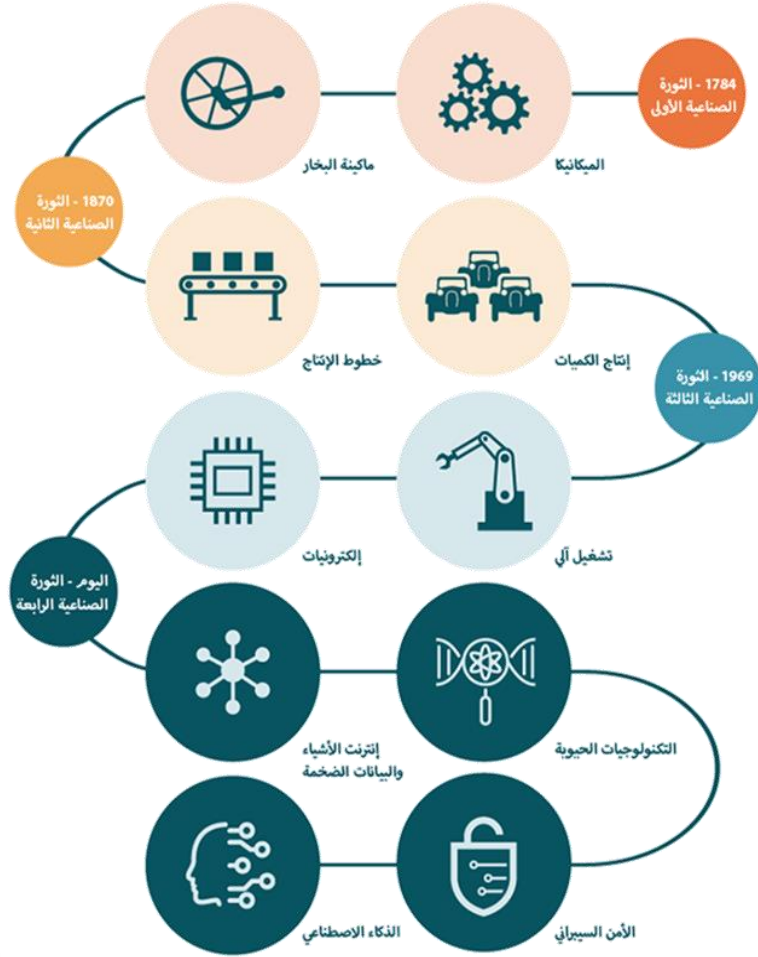 1784 - الثورة
الصناعية الأولى
الميكانيكا
ماكينة البخار
1870 - الثورة
الصناعية الثانية
خطوط الإنتاج
إنتاج الكميات
1969 - الثورة
الصناعية الثالثة
تشغيل آلي
إلكترونيات
اليوم - الثورة
الصناعية الرابعة
إنترنت الأشياء
والبيانات الضخمة
التكنولوجيات الحيوية
الأمن السيبراني
الذكاء الاصطناعي